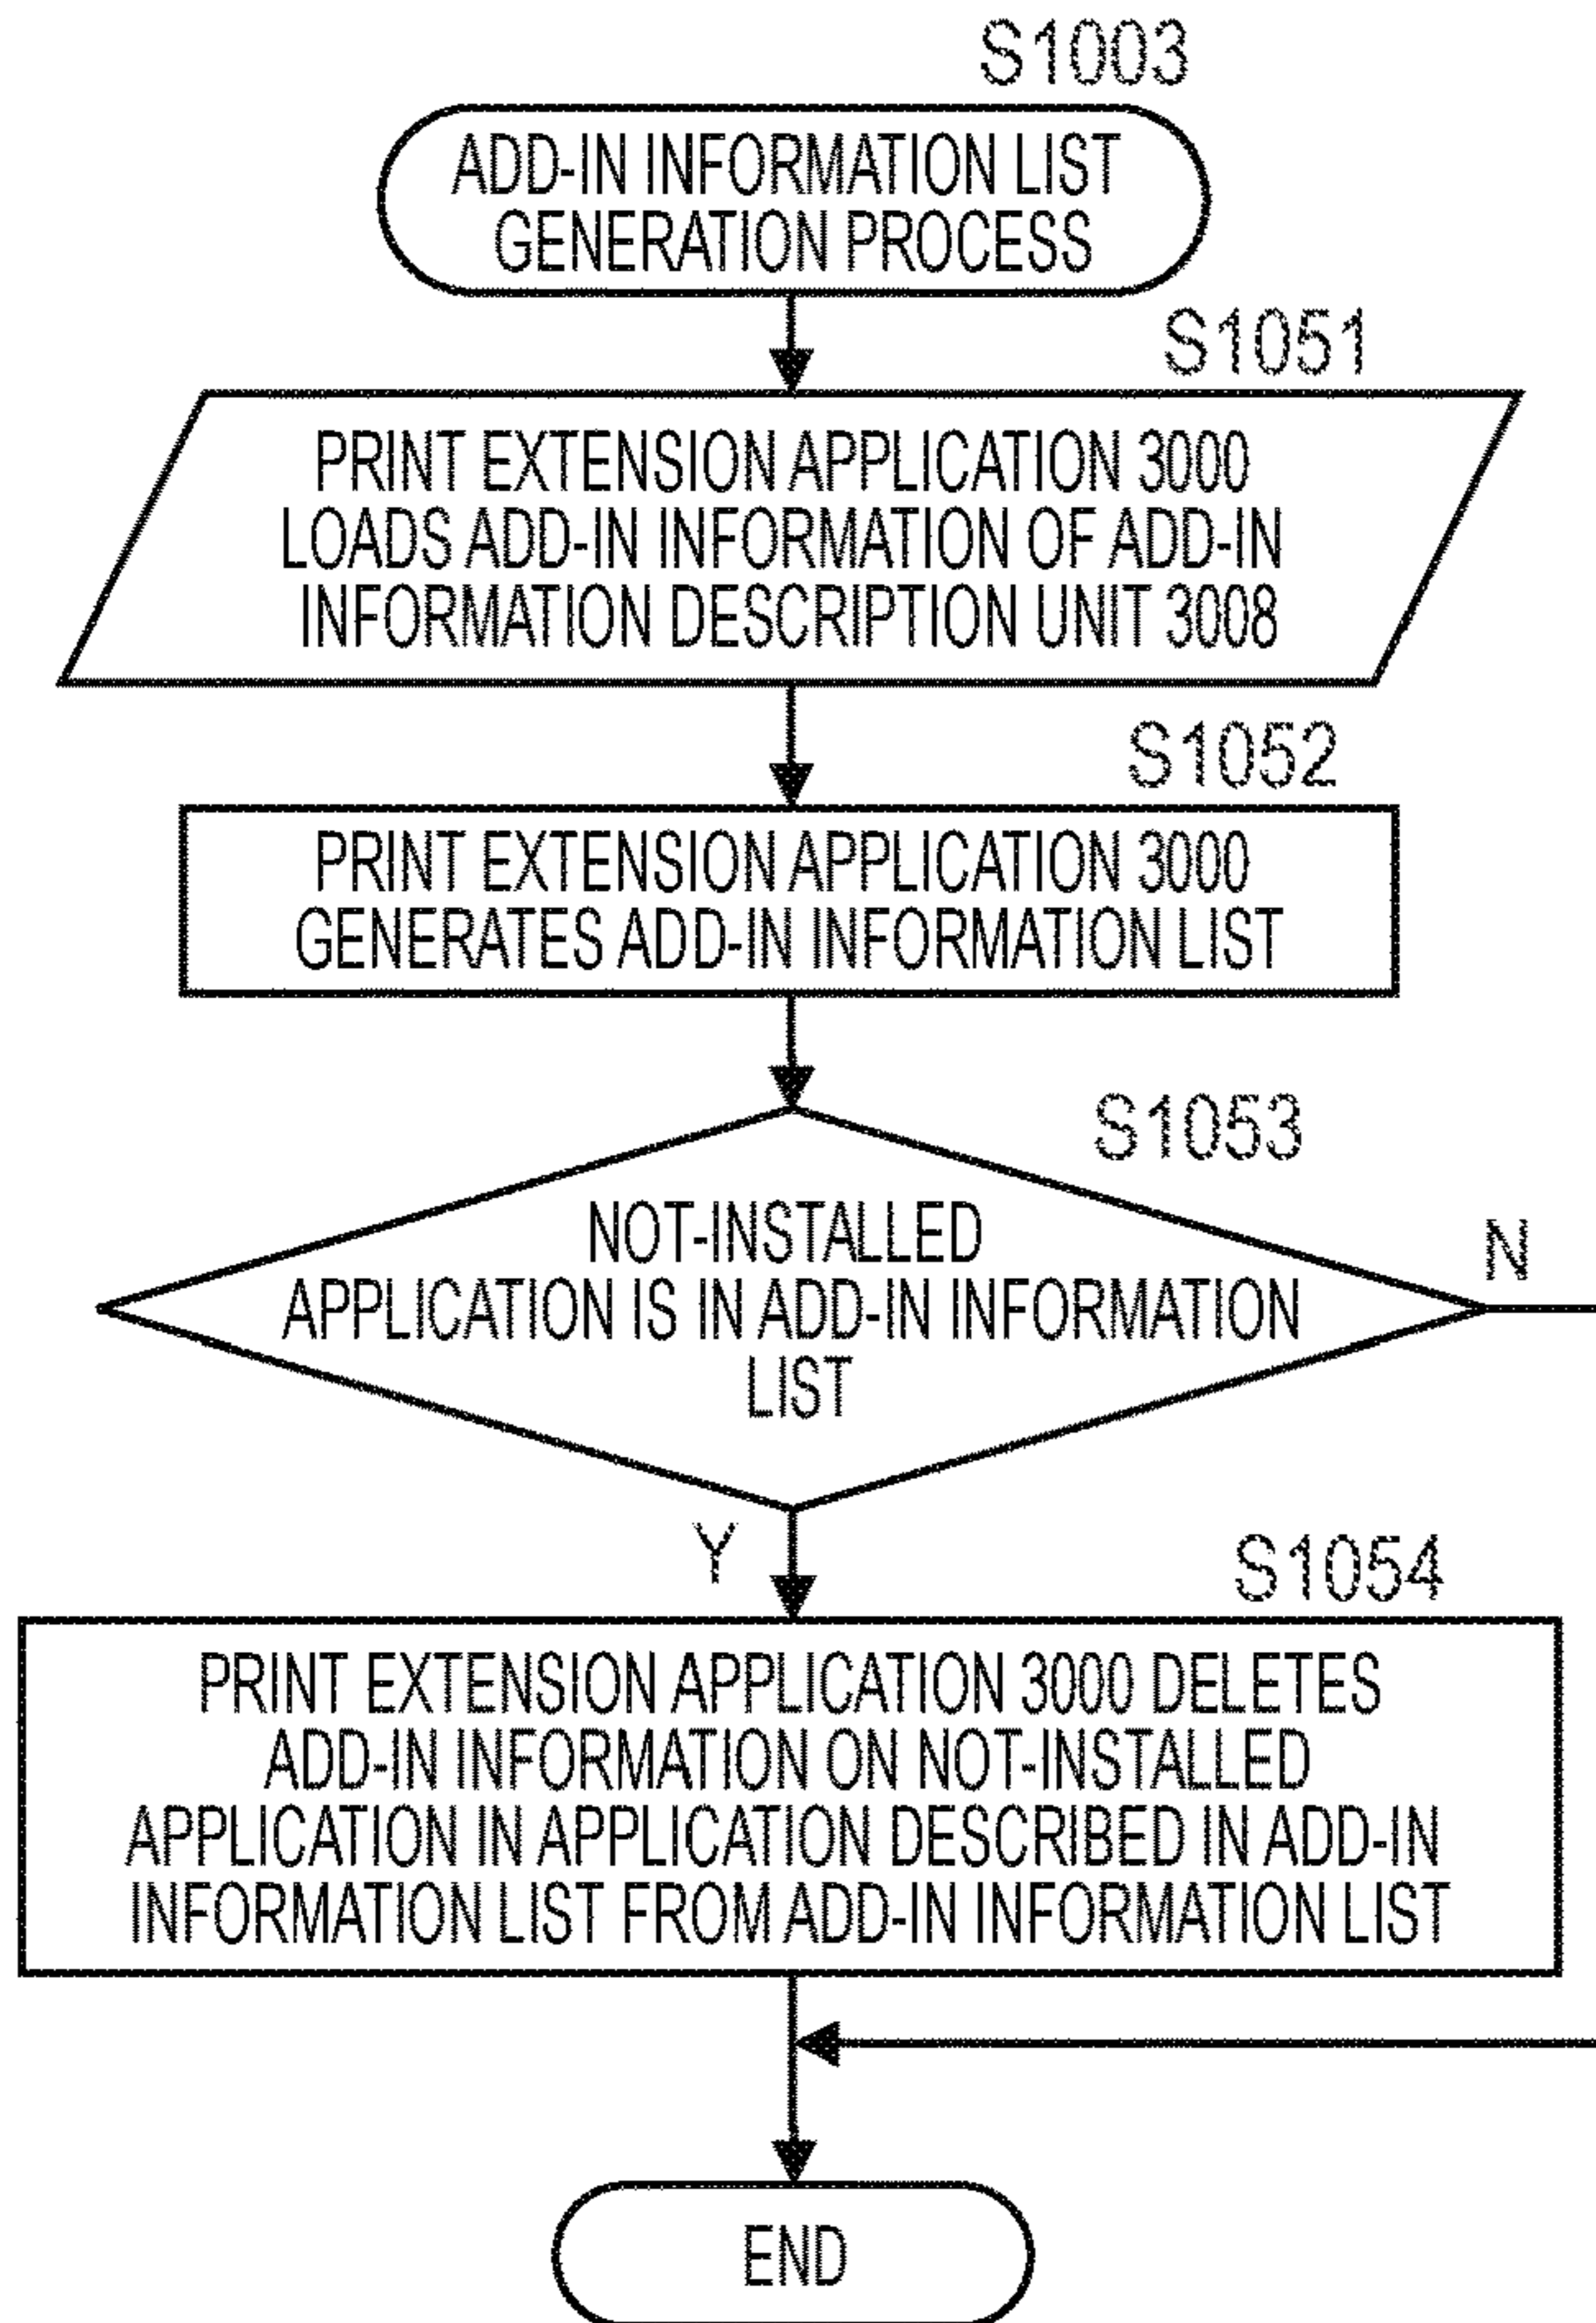 S1003
ADD-IN INFORMATION LIST
GENERATION PROCESS
S1051
PRINT EXTENSION APPLICATION 3000
LOADS ADD-IN INFORMATION OF ADD-IN
INFORMATION DESCRIPTION UNIT 3008
S1052
PRINT EXTENSION APPLICATION 3000
GENERATES ADD-IN INFORMATION LIST
S1053
NOT-INSTALLED
APPLICATION IS IN ADD-IN INFORMATION
LIST
N
Y
S1054
PRINT EXTENSION APPLICATION 3000 DELETES
ADD-IN INFORMATION ON NOT-INSTALLED
APPLICATION IN APPLICATION DESCRIBED IN ADD-IN
INFORMATION LIST FROM ADD-IN INFORMATION LIST
END